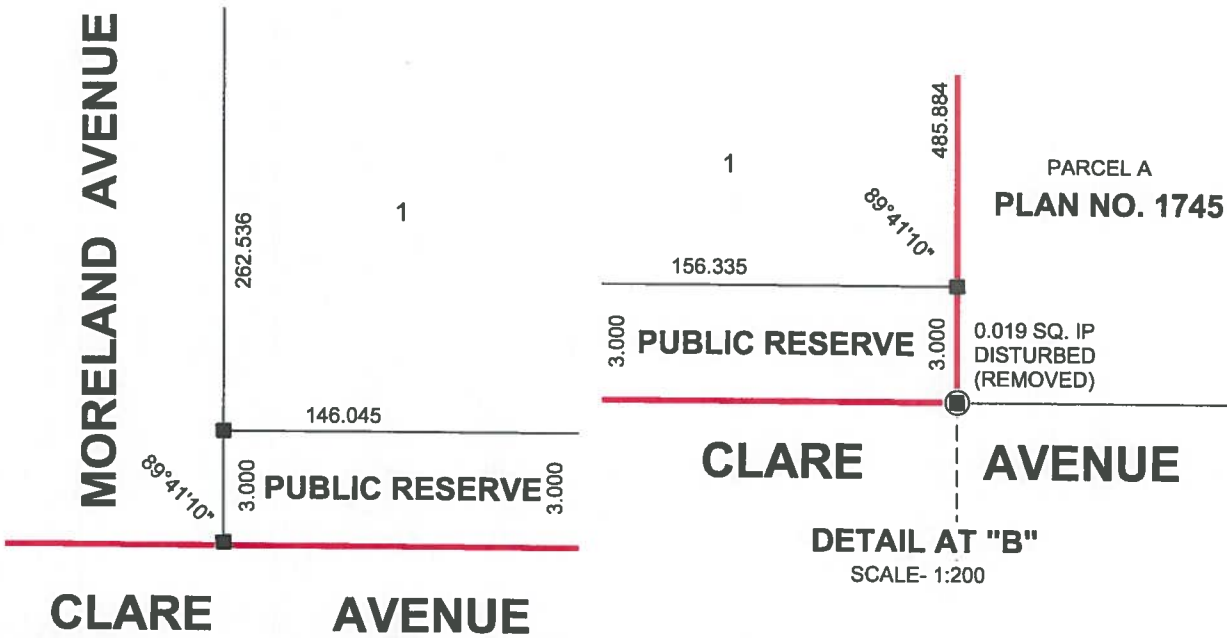 MORELAND AVENUE
262.536
1
146.045
89°41'10"
3.000
PUBLIC RESERVE
3.000
CLARE AVENUE
485.884
1
PARCEL A
PLAN NO. 1745
89°41'10"
156.335
3.000
PUBLIC RESERVE
3.000
0.019 SQ. IP
DISTURBED
(REMOVED)
CLARE AVENUE
DETAIL AT "B"
SCALE- 1:200